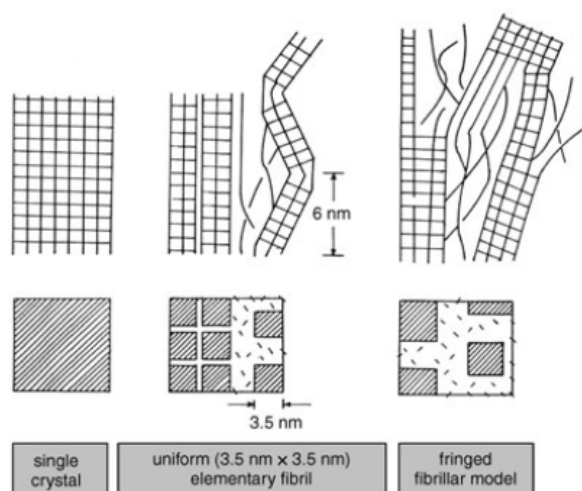 6 nm
3.5 nm
single
crystal
uniform (3.5 nm × 3.5 nm)
elementary fibril
fringed
fibrillar model